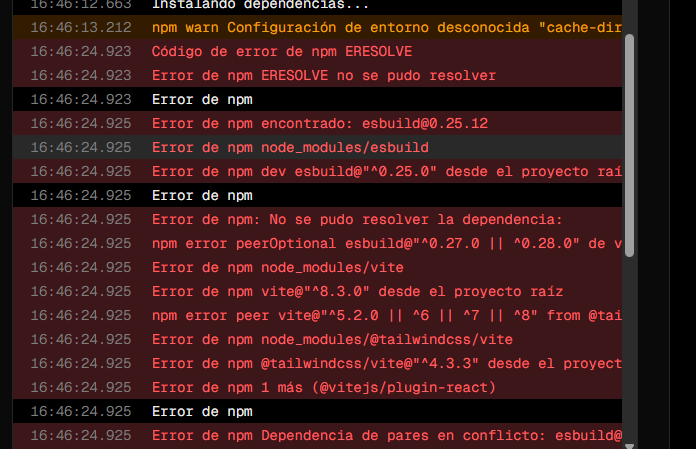 16:46:12.663 Instalando dependencias...
16:46:13.212 npm warn Configuración de entorno desconocida "cache-dir
16:46:24.923 Código de error de npm ERESOLVE
16:46:24.923 Error de npm ERESOLVE no se pudo resolver
16:46:24.923 Error de npm
16:46:24.925 Error de npm encontrado: esbuild@0.25.12
16:46:24.925 Error de npm node_modules/esbuild
16:46:24.925 Error de npm dev esbuild@"^0.25.0" desde el proyecto raíz
16:46:24.925 Error de npm
16:46:24.925 Error de npm: No se pudo resolver la dependencia:
16:46:24.925 npm error peerOptional esbuild@"^0.27.0 || ^0.28.0" de v
16:46:24.925 Error de npm node_modules/vite
16:46:24.925 Error de npm vite@"^8.3.0" desde el proyecto raíz
16:46:24.925 npm error peer vite@"^5.2.0 || ^6 || ^7 || ^8" from @tai
16:46:24.925 Error de npm node_modules/@tailwindcss/vite
16:46:24.925 Error de npm @tailwindcss/vite@"^4.3.3" desde el proyect
16:46:24.925 Error de npm 1 más (@vitejs/plugin-react)
16:46:24.925 Error de npm
16:46:24.925 Error de npm Dependencia de pares en conflicto: esbuild@